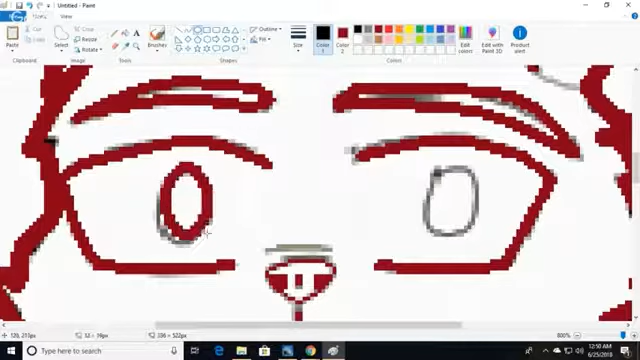 Untitled - Paint
File
View
Cut
Copy
Paste
Crop
Resize
Rotate
Select
Brushes
Outline
Fill
Size
Color 1
Color 2
Edit colors
Edit with Paint 3D
Product alert
Clipboard
Image
Tools
Shapes
Colors
800%
Type here to search
12:50 AM
6/25/2018